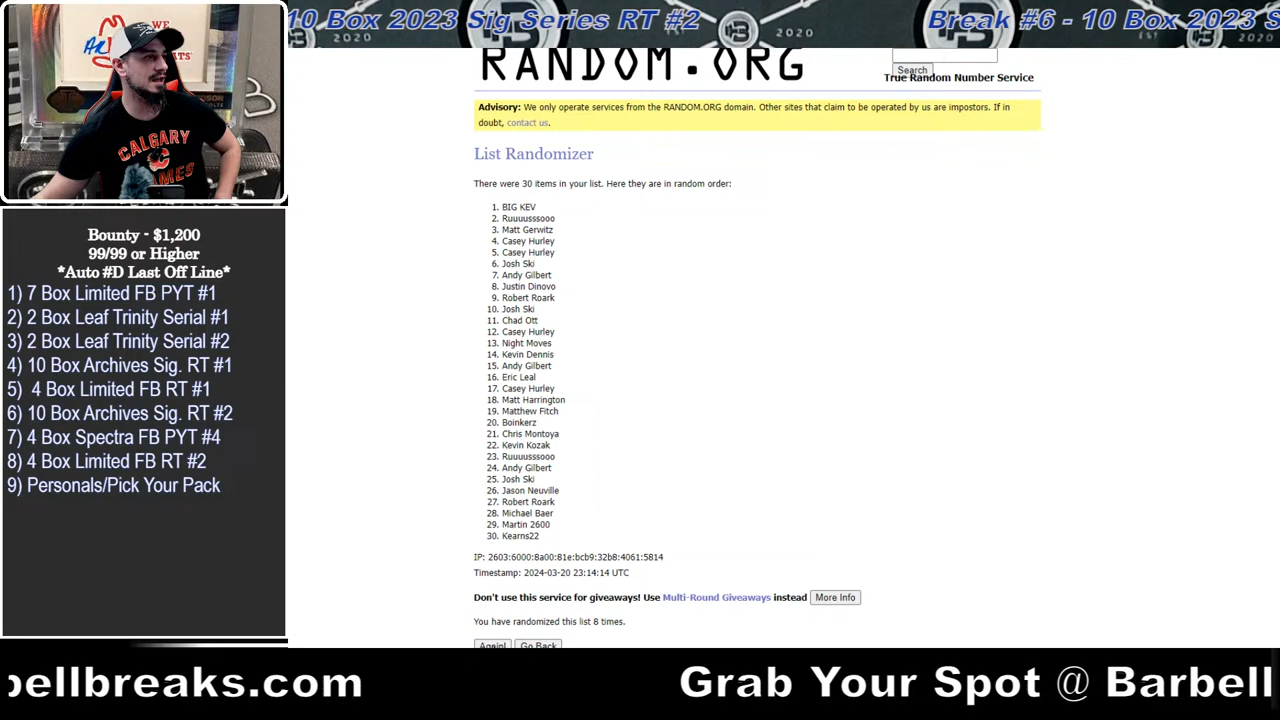 10 Box 2023 Sig Series RT #2
Break #6 - 10 Box 2023 S
2020
2020
WE
CALGARY
RANDOM.ORG
Search
True Random Number Service
Advisory: We only operate services from the RANDOM.ORG domain. Other sites that claim to be operated by us are impostors. If in
doubt, contact us.
List Randomizer
There were 30 items in your list. Here they are in random order:
1. BIG KEV
2. Ruuuusssooo
3. Matt Gerwitz
4. Casey Hurley
5. Casey Hurley
6. Josh Ski
7. Andy Gilbert
8. Justin Dinovo
9. Robert Roark
10. Josh Ski
11. Chad Ott
12. Casey Hurley
13. Night Moves
14. Kevin Dennis
15. Andy Gilbert
16. Eric Leal
17. Casey Hurley
18. Matt Harrington
19. Matthew Fitch
20. Boinkerz
21. Chris Montoya
22. Kevin Kozak
23. Ruuuusssooo
24. Andy Gilbert
25. Josh Ski
26. Jason Neuville
27. Robert Roark
28. Michael Baer
29. Martin 2600
30. Kearns22
IP: 2603:6000:8a00:81e:bcb9:32b8:4061:5814
Timestamp: 2024-03-20 23:14:14 UTC
Don't use this service for giveaways! Use Multi-Round Giveaways instead More Info
You have randomized this list 8 times.
Again! Go Back
Bounty - $1,200
99/99 or Higher
*Auto #D Last Off Line*
1) 7 Box Limited FB PYT #1
2) 2 Box Leaf Trinity Serial #1
3) 2 Box Leaf Trinity Serial #2
4) 10 Box Archives Sig. RT #1
5) 4 Box Limited FB RT #1
6) 10 Box Archives Sig. RT #2
7) 4 Box Spectra FB PYT #4
8) 4 Box Limited FB RT #2
9) Personals/Pick Your Pack
bellbreaks.com
Grab Your Spot @ Barbell